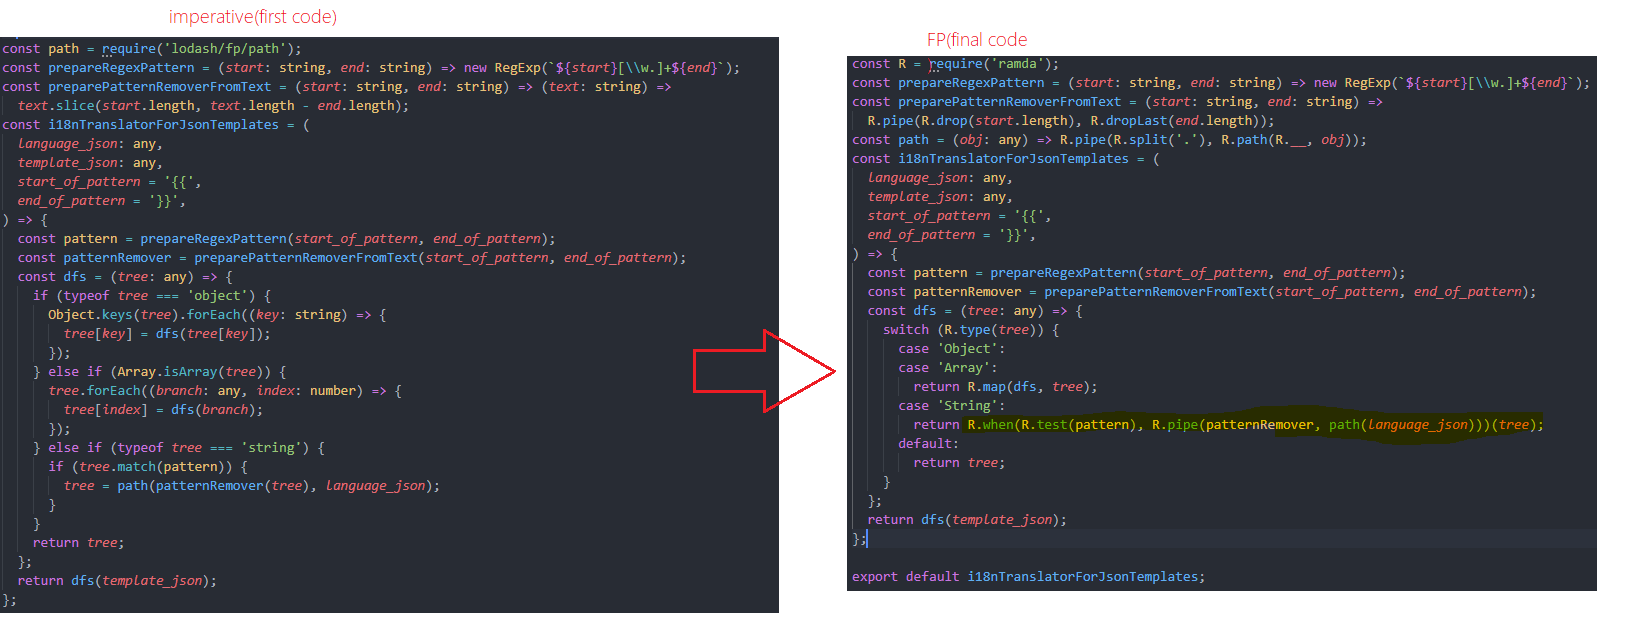 imperative(first code)
const path = require('lodash/fp/path');
const prepareRegexPattern = (start: string, end: string) => new RegExp(`${start}[\\w.]+${end}`);
const preparePatternRemoverFromText = (start: string, end: string) => (text: string) =>
  text.slice(start.length, text.length - end.length);
const i18nTranslatorForJsonTemplates = (
  language_json: any,
  template_json: any,
  start_of_pattern = '{{',
  end_of_pattern = '}}',
) => {
  const pattern = prepareRegexPattern(start_of_pattern, end_of_pattern);
  const patternRemover = preparePatternRemoverFromText(start_of_pattern, end_of_pattern);
  const dfs = (tree: any) => {
    if (typeof tree === 'object') {
      Object.keys(tree).forEach((key: string) => {
        tree[key] = dfs(tree[key]);
      });
    } else if (Array.isArray(tree)) {
      tree.forEach((branch: any, index: number) => {
        tree[index] = dfs(branch);
      });
    } else if (typeof tree === 'string') {
      if (tree.match(pattern)) {
        tree = path(patternRemover(tree), language_json);
      }
    }
    return tree;
  };
  return dfs(template_json);
};
FP(final code
const R = require('ramda');
const prepareRegexPattern = (start: string, end: string) => new RegExp(`${start}[\\w.]+${end}`);
const preparePatternRemoverFromText = (start: string, end: string) =>
  R.pipe(R.drop(start.length), R.dropLast(end.length));
const path = (obj: any) => R.pipe(R.split('.'), R.path(R.__, obj));
const i18nTranslatorForJsonTemplates = (
  language_json: any,
  template_json: any,
  start_of_pattern = '{{',
  end_of_pattern = '}}',
) => {
  const pattern = prepareRegexPattern(start_of_pattern, end_of_pattern);
  const patternRemover = preparePatternRemoverFromText(start_of_pattern, end_of_pattern);
  const dfs = (tree: any) => {
    switch (R.type(tree)) {
      case 'Object':
      case 'Array':
        return R.map(dfs, tree);
      case 'String':
        return R.when(R.test(pattern), R.pipe(patternRemover, path(language_json)))(tree);
      default:
        return tree;
    }
  };
  return dfs(template_json);
};
export default i18nTranslatorForJsonTemplates;